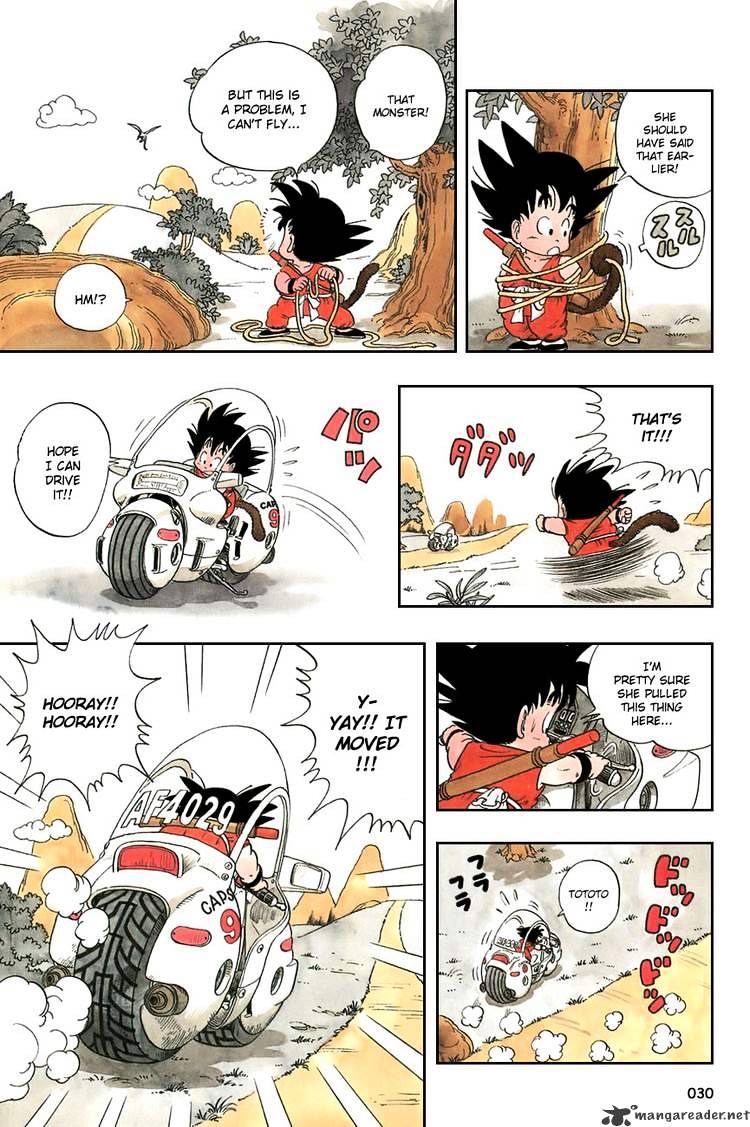 SHE
SHOULD
HAVE SAID
THAT EAR-
LIER!
ズル
ズル
THAT
MONSTER!
BUT THIS IS
A PROBLEM, I
CAN'T FLY...
HM!?
THAT'S
IT!!!
ダダッ
パッ
HOPE
I CAN
DRIVE
IT!!
CAPS
9
I'M
PRETTY SURE
SHE PULLED
THIS THING
HERE...
TOTOTO
!!
フラ
フラ
ドッドッドッ
Y-
YAY!! IT
MOVED
!!!
HOORAY!!
HOORAY!!
AF4029
CAPS
9
030
mangareader.net